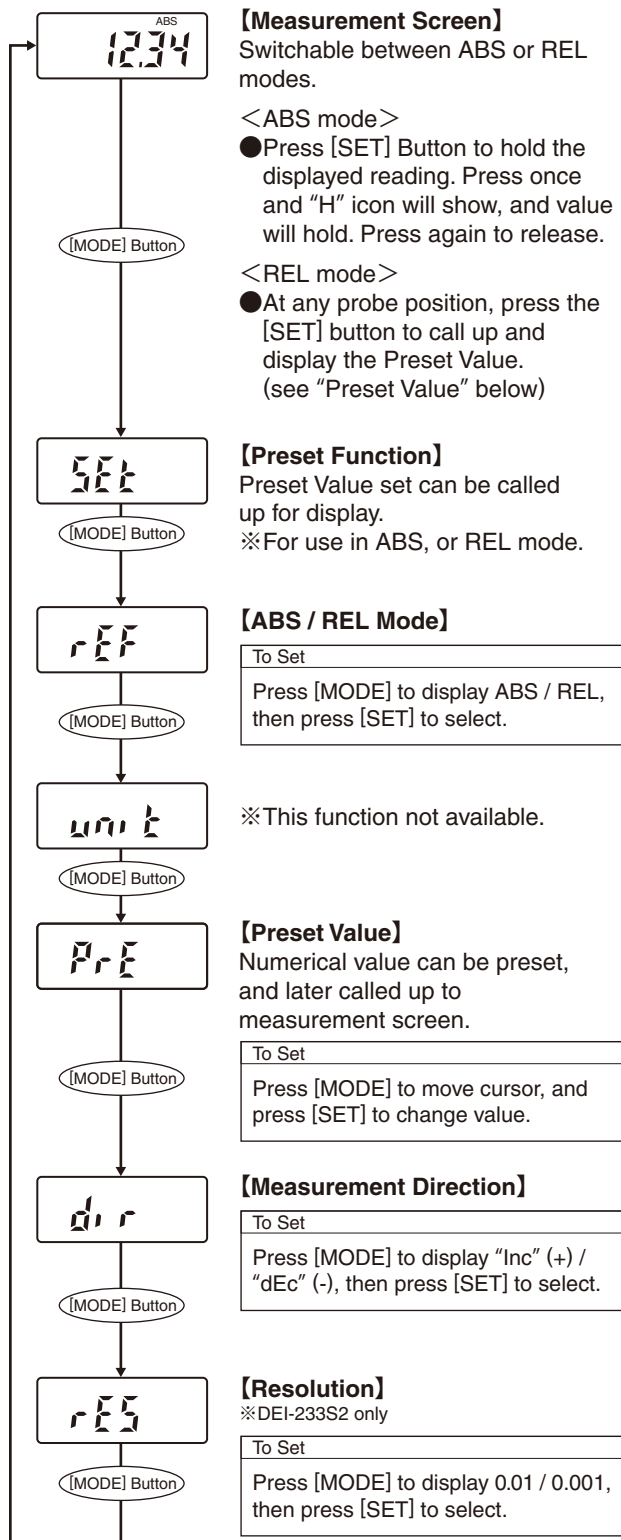 ABS
12.34
【Measurement Screen】
Switchable between ABS or REL
modes.
＜ABS mode＞
●Press [SET] Button to hold the
displayed reading. Press once
and “H” icon will show, and value
will hold. Press again to release.
[MODE] Button
＜REL mode＞
●At any probe position, press the
[SET] button to call up and
display the Preset Value.
(see “Preset Value” below)
SEt
【Preset Function】
Preset Value set can be called
up for display.
※For use in ABS, or REL mode.
[MODE] Button
rEF
【ABS / REL Mode】
To Set
Press [MODE] to display ABS / REL,
then press [SET] to select.
[MODE] Button
unit
※This function not available.
[MODE] Button
PrE
【Preset Value】
Numerical value can be preset,
and later called up to
measurement screen.
To Set
Press [MODE] to move cursor, and
press [SET] to change value.
[MODE] Button
dir
【Measurement Direction】
To Set
Press [MODE] to display “Inc” (+) /
“dEc” (-), then press [SET] to select.
[MODE] Button
rES
【Resolution】
※DEI-233S2 only
To Set
Press [MODE] to display 0.01 / 0.001,
then press [SET] to select.
[MODE] Button